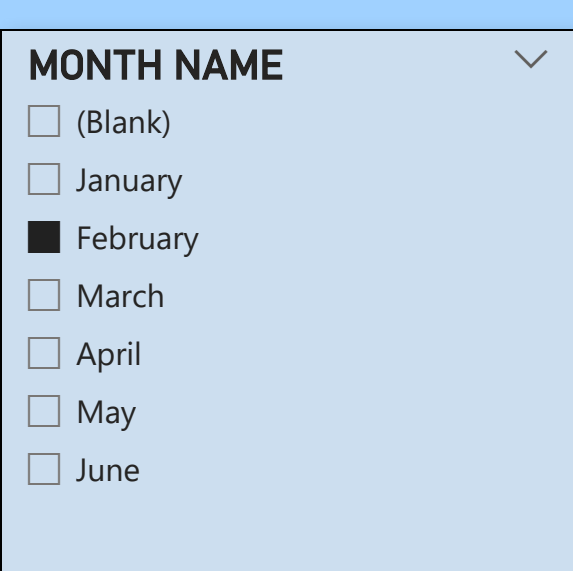 MONTH NAME
(Blank)
January
February
March
April
May
June